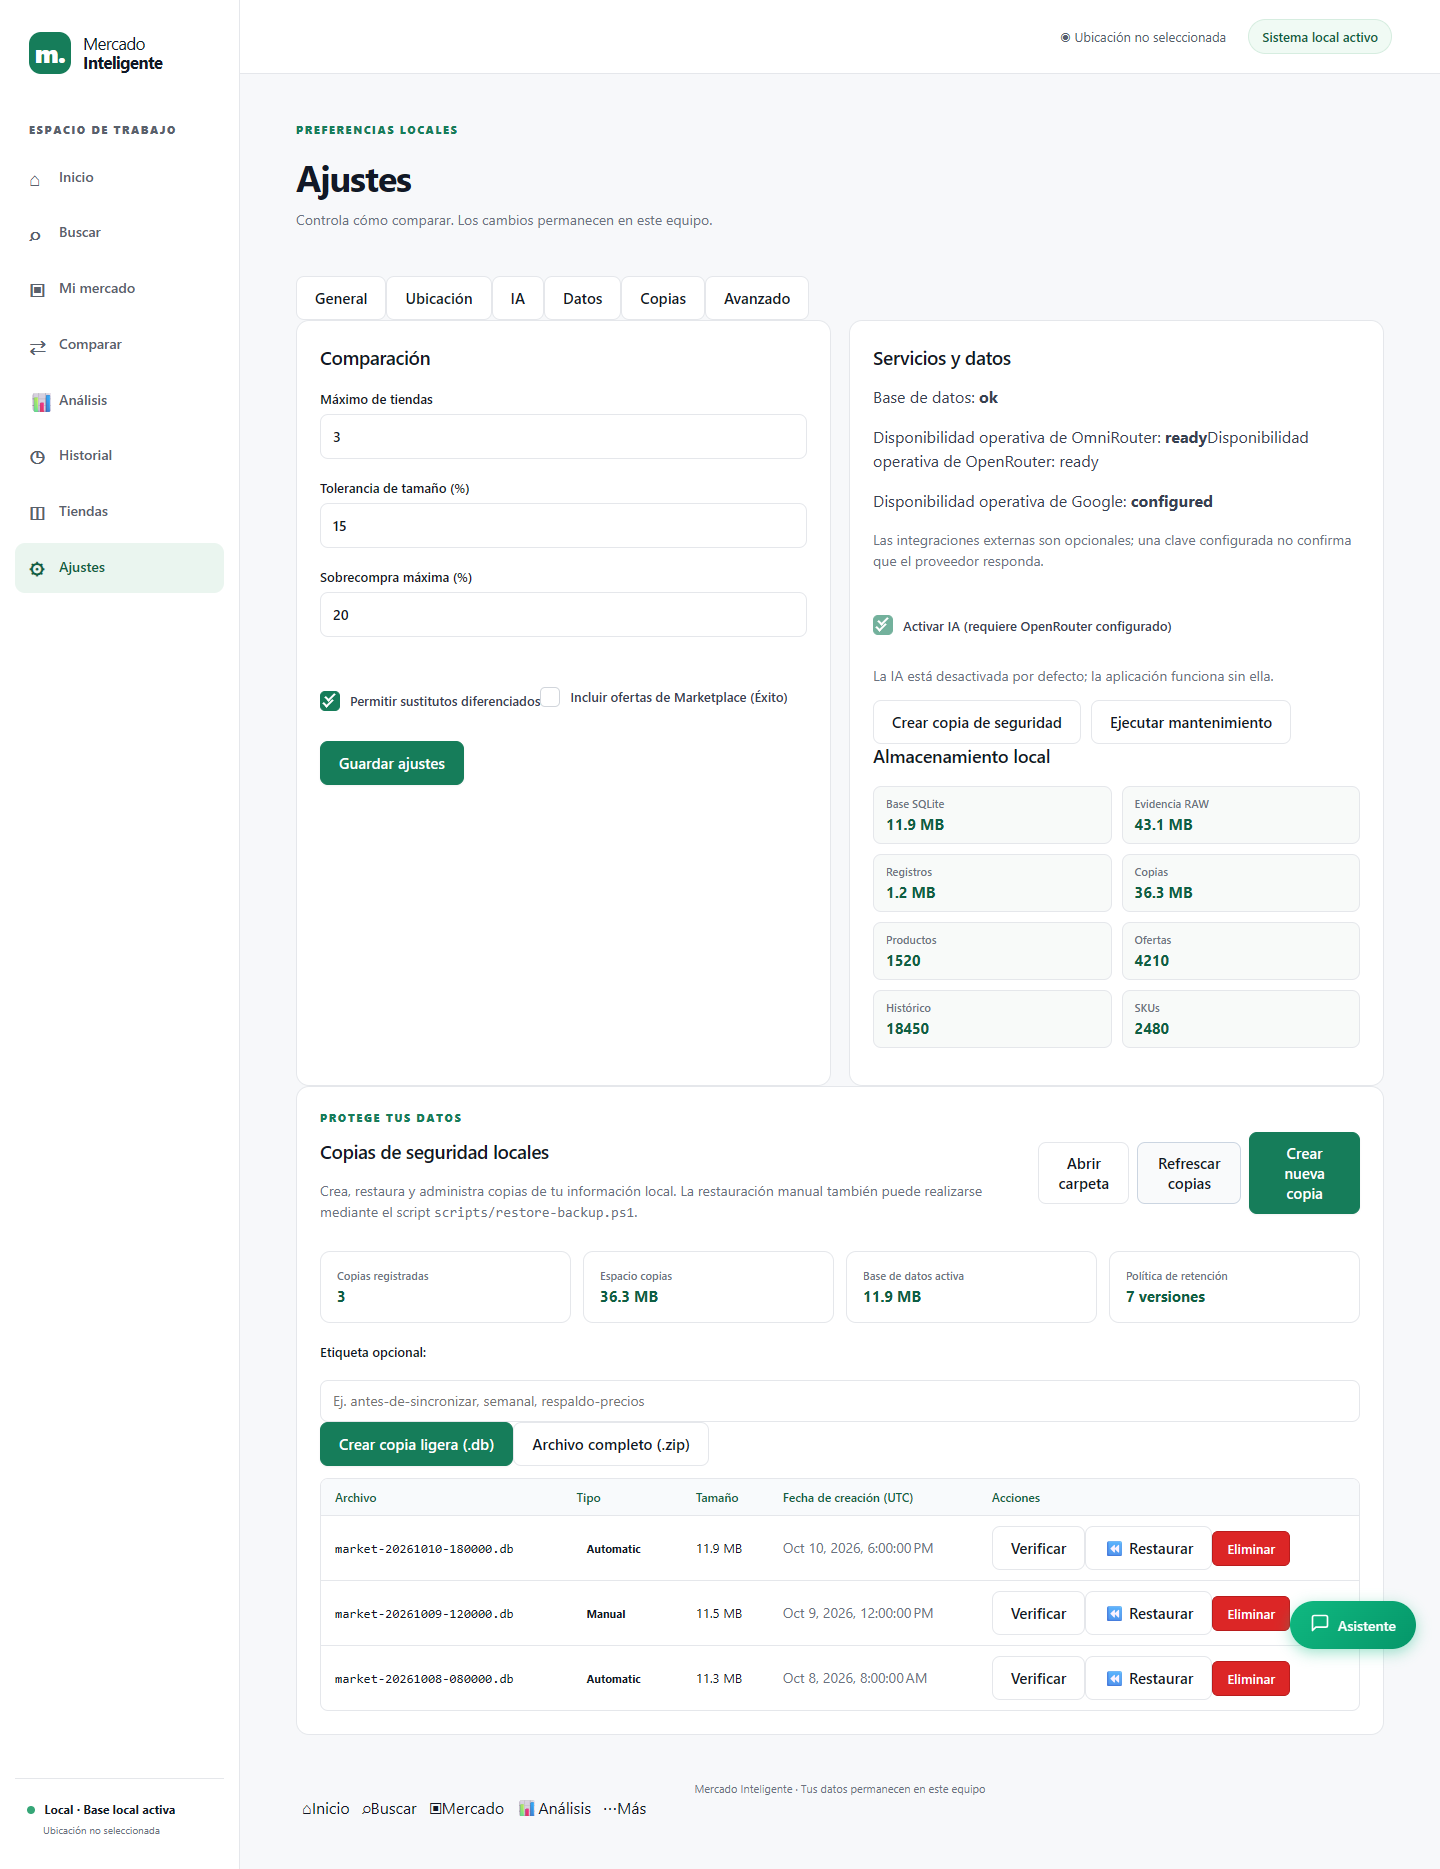 m.
Mercado
Inteligente
ESPACIO DE TRABAJO
Inicio
Buscar
Mi mercado
Comparar
Análisis
Historial
Tiendas
Ajustes
Local · Base local activa
Ubicación no seleccionada
Ubicación no seleccionada
Sistema local activo
PREFERENCIAS LOCALES
Ajustes
Controla cómo comparar. Los cambios permanecen en este equipo.
General Ubicación IA Datos Copias Avanzado
Comparación
Máximo de tiendas
3
Tolerancia de tamaño (%)
15
Sobrecompra máxima (%)
20
Permitir sustitutos diferenciados Incluir ofertas de Marketplace (Éxito)
Guardar ajustes
Servicios y datos
Base de datos: ok
Disponibilidad operativa de OmniRouter: readyDisponibilidad
operativa de OpenRouter: ready
Disponibilidad operativa de Google: configured
Las integraciones externas son opcionales; una clave configurada no confirma
que el proveedor responda.
Activar IA (requiere OpenRouter configurado)
La IA está desactivada por defecto; la aplicación funciona sin ella.
Crear copia de seguridad Ejecutar mantenimiento
Almacenamiento local
Base SQLite
11.9 MB
Evidencia RAW
43.1 MB
Registros
1.2 MB
Copias
36.3 MB
Productos
1520
Ofertas
4210
Histórico
18450
SKUs
2480
PROTEGE TUS DATOS
Copias de seguridad locales
Crea, restaura y administra copias de tu información local. La restauración manual también puede realizarse
mediante el script scripts/restore-backup.ps1.
Abrir
carpeta
Refrescar
copias
Crear
nueva
copia
Copias registradas
3
Espacio copias
36.3 MB
Base de datos activa
11.9 MB
Política de retención
7 versiones
Etiqueta opcional:
Ej. antes-de-sincronizar, semanal, respaldo-precios
Crear copia ligera (.db) Archivo completo (.zip)
Archivo Tipo Tamaño Fecha de creación (UTC) Acciones
market-20261010-180000.db Automatic 11.9 MB Oct 10, 2026, 6:00:00 PM Verificar Restaurar Eliminar
market-20261009-120000.db Manual 11.5 MB Oct 9, 2026, 12:00:00 PM Verificar Restaurar Eliminar
market-20261008-080000.db Automatic 11.3 MB Oct 8, 2026, 8:00:00 AM Verificar Restaurar Eliminar
Asistente
Mercado Inteligente · Tus datos permanecen en este equipo
Inicio Buscar Mercado Análisis ···Más